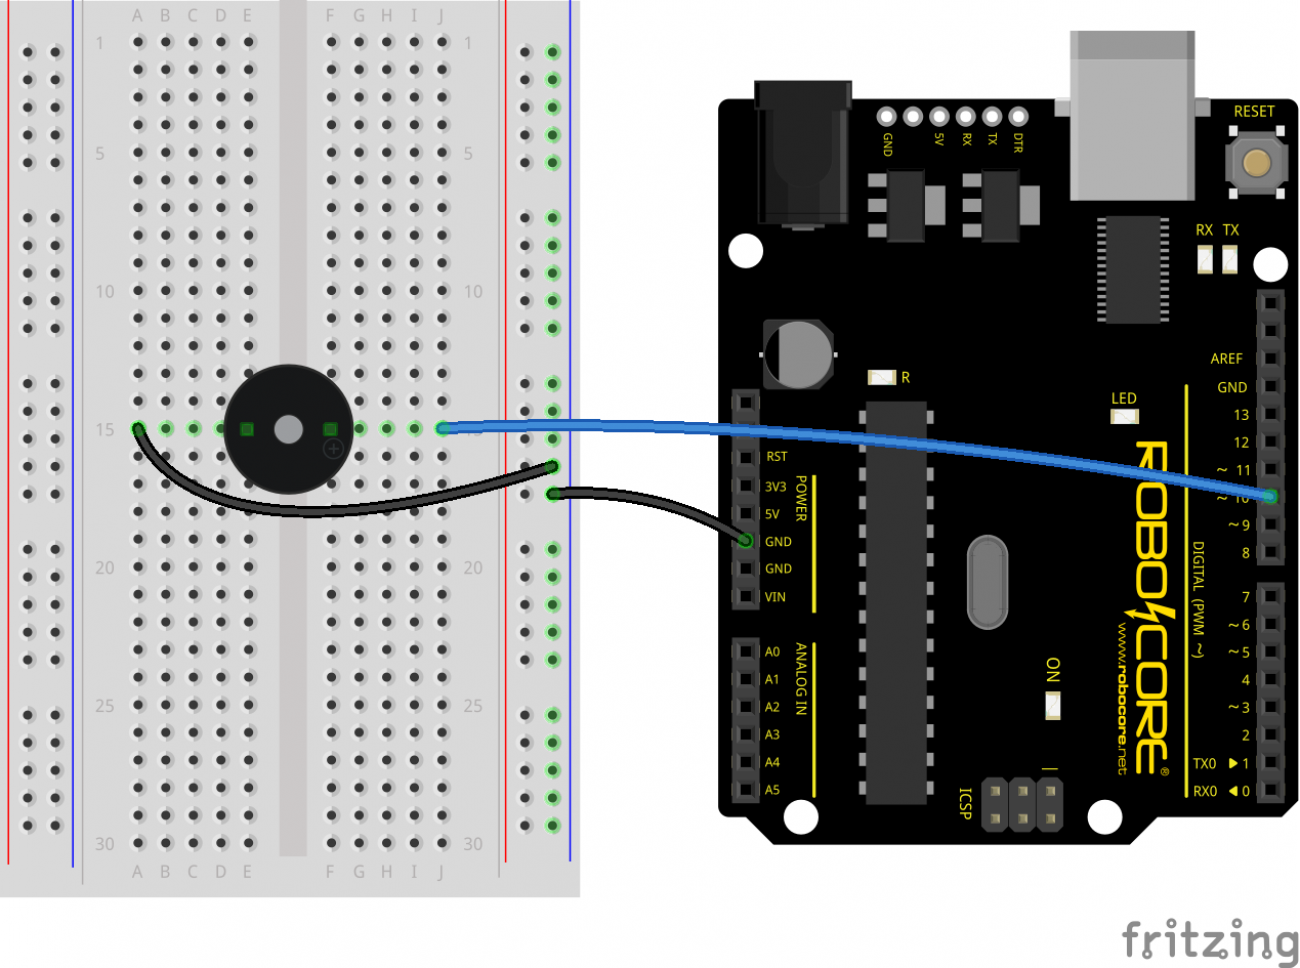 A B C D E F G H I J
1 1
5 5
10 10
15 15
20 20
25 25
30 30
A B C D E F G H I J
GND 5V RX TX DTR
RESET
RX TX
R
LED
AREF
GND
13
12
~ 11
~ 10
~ 9
8
7
~ 6
~ 5
4
~ 3
2
TX0 ► 1
RX0 ◄ 0
DIGITAL (PWM ~)
RST
3V3
5V
GND
GND
VIN
POWER
A0
A1
A2
A3
A4
A5
ANALOG IN
ROBOCORE®
www.robocore.net
ON
ICSP
fritzing